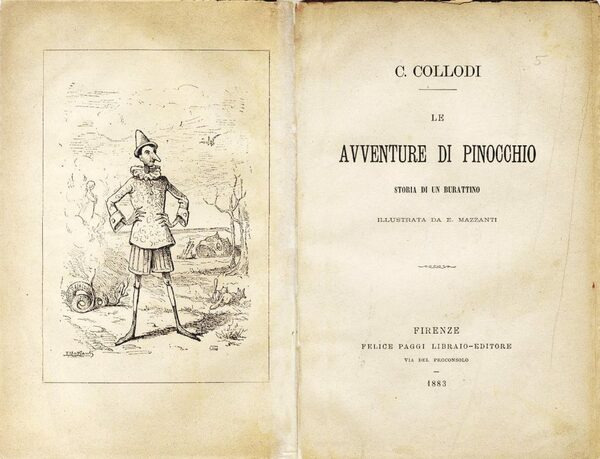 C. COLLODI
LE
AVVENTURE DI PINOCCHIO
STORIA DI UN BURATTINO
ILLUSTRATA DA E. MAZZANTI
FIRENZE
FELICE PAGGI LIBRAIO-EDITORE
VIA DEL PROCONSOLO
1883
5